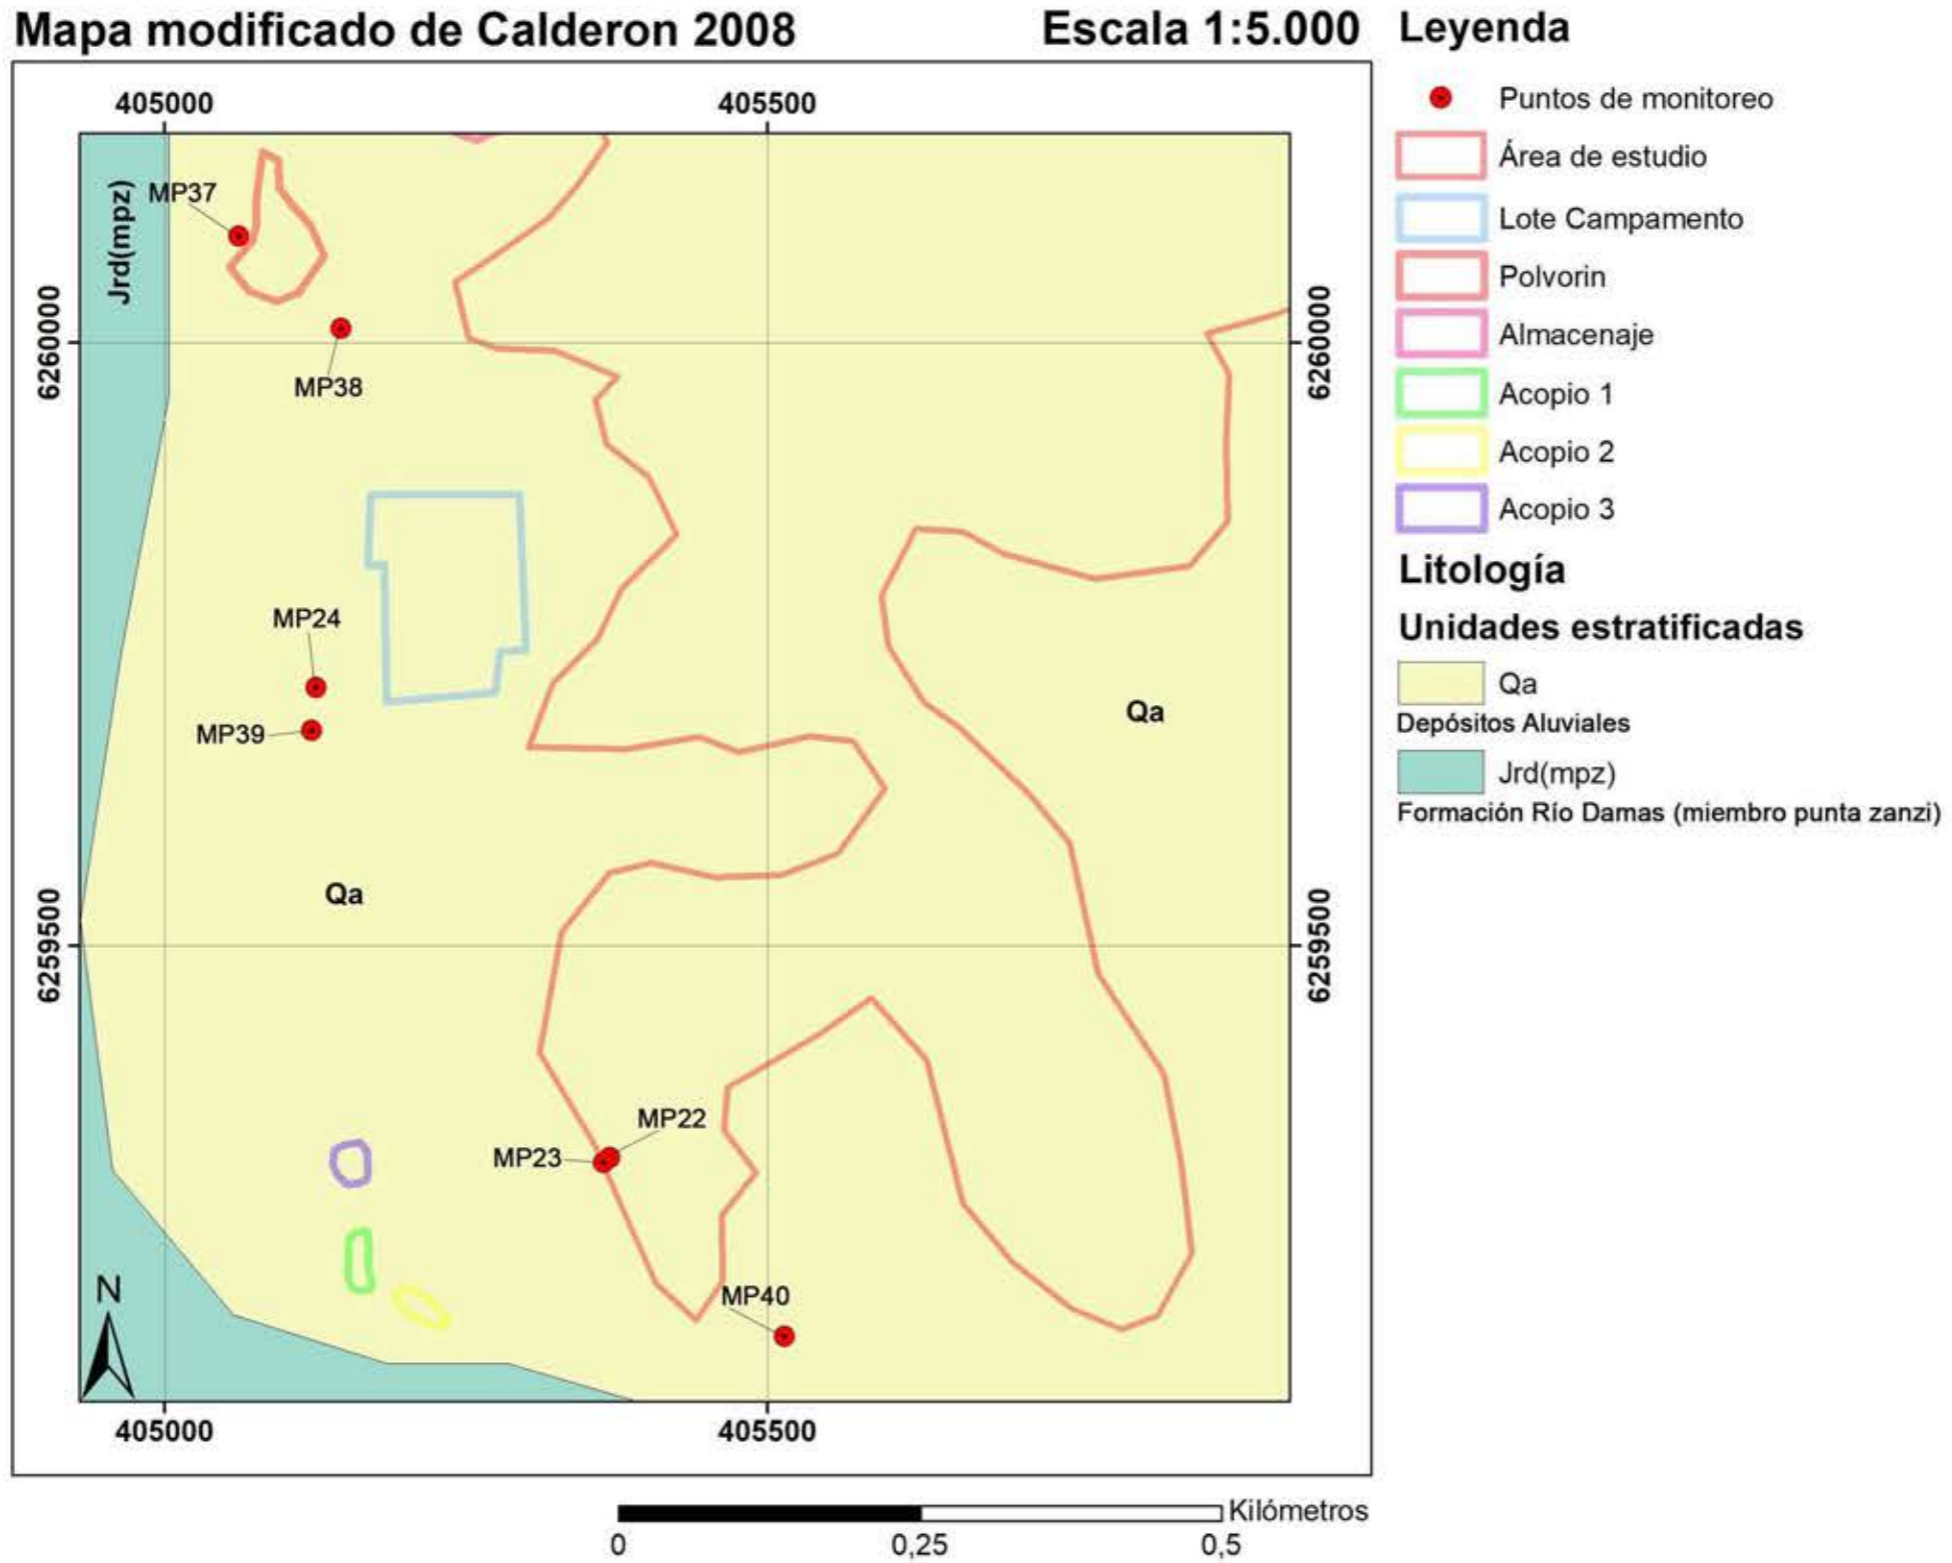 Mapa modificado de Calderon 2008
Escala 1:5.000
405000
405500
Jrd(mpz)
MP37
6260000
6260000
MP38
MP24
MP39
Qa
Qa
6259500
6259500
MP22
MP23
MP40
N
405000
405500
Kilómetros
0
0,25
0,5
Leyenda
Puntos de monitoreo
Área de estudio
Lote Campamento
Polvorin
Almacenaje
Acopio 1
Acopio 2
Acopio 3
Litología
Unidades estratificadas
Qa
Depósitos Aluviales
Jrd(mpz)
Formación Río Damas (miembro punta zanzi)